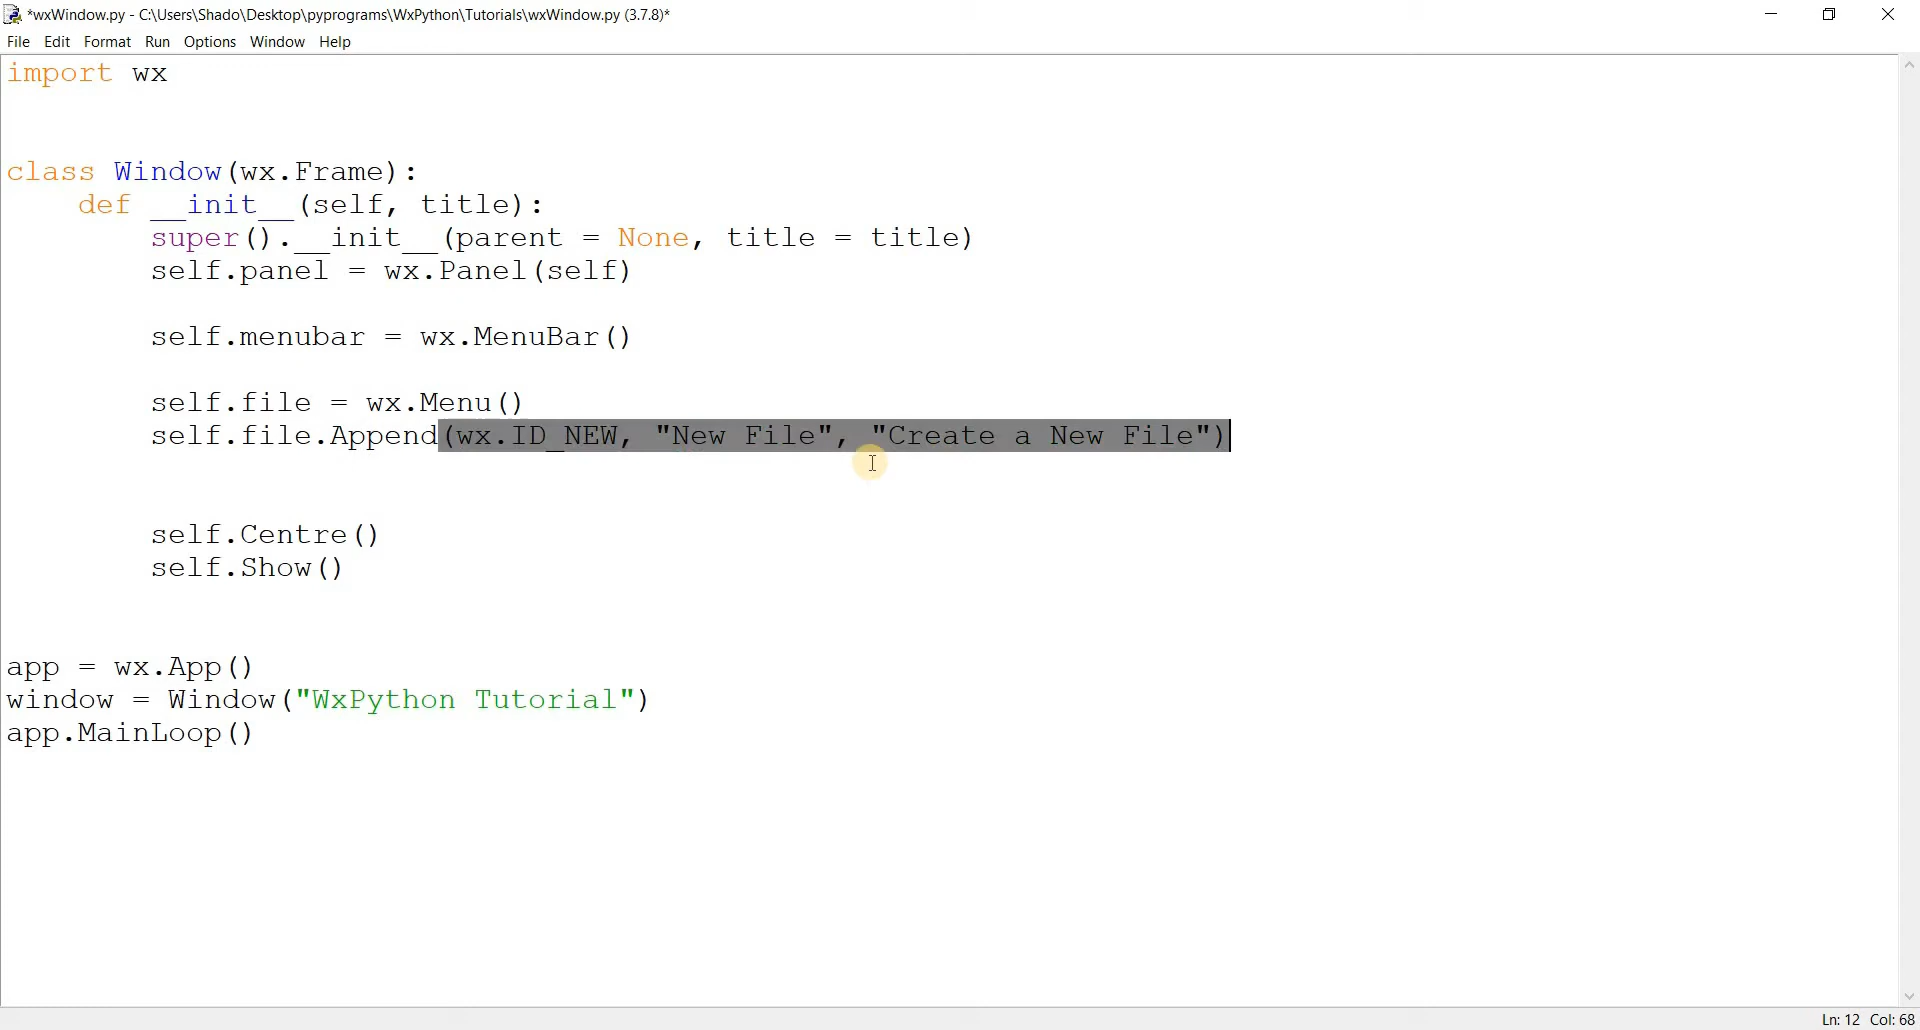 *wxWindow.py - C:\Users\Shado\Desktop\pyprograms\WxPython\Tutorials\wxWindow.py (3.7.8)*
File Edit Format Run Options Window Help
import wx
class Window(wx.Frame):
    def __init__(self, title):
        super().__init__(parent = None, title = title)
        self.panel = wx.Panel(self)
        self.menubar = wx.MenuBar()
        self.file = wx.Menu()
        self.file.Append(wx.ID_NEW, "New File", "Create a New File")
        self.Centre()
        self.Show()
app = wx.App()
window = Window("WxPython Tutorial")
app.MainLoop()
Ln: 12 Col: 68